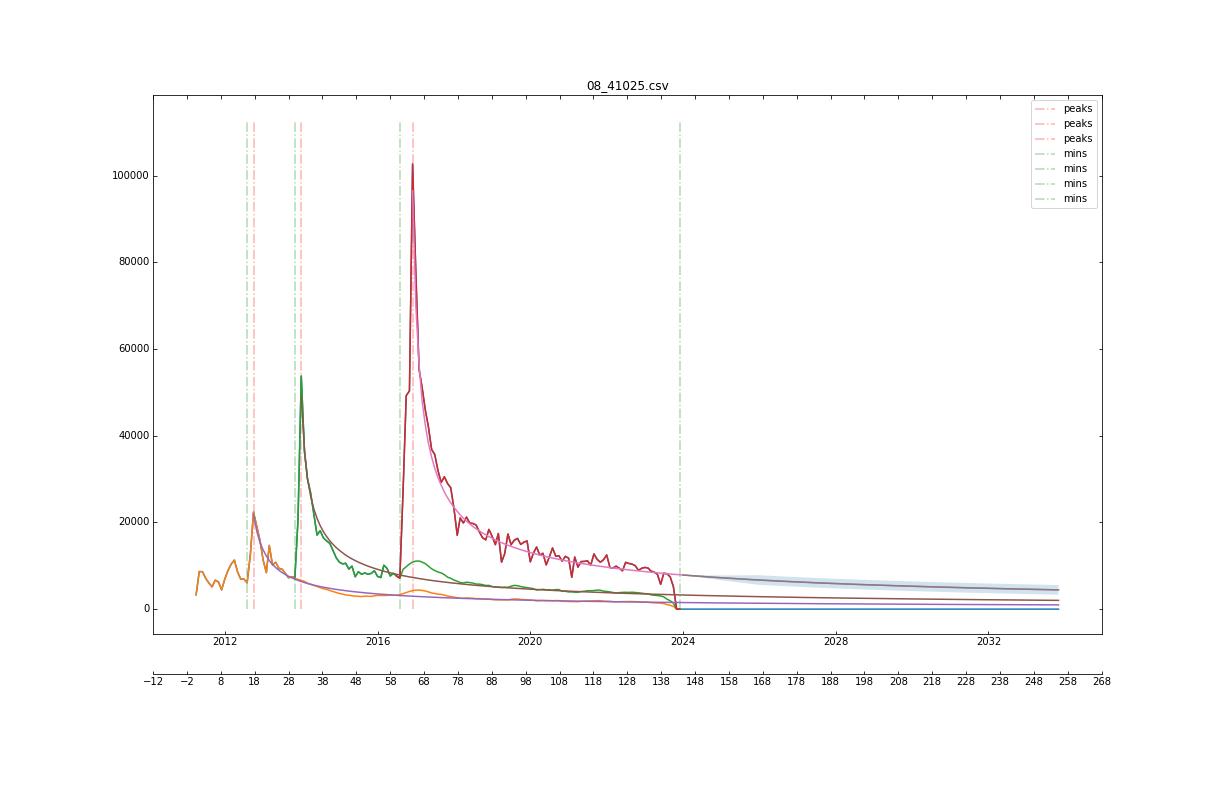 08_41025.csv
peaks
peaks
peaks
mins
mins
mins
mins
100000
80000
60000
40000
20000
0
2012 2016 2020 2024 2028 2032
−12 −2 8 18 28 38 48 58 68 78 88 98 108 118 128 138 148 158 168 178 188 198 208 218 228 238 248 258 268